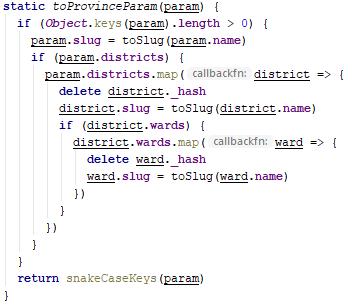 static toProvinceParam(param) {
  if (Object.keys(param).length > 0) {
    param.slug = toSlug(param.name)
    if (param.districts) {
      param.districts.map( callbackfn: district => {
        delete district._hash
        district.slug = toSlug(district.name)
        if (district.wards) {
          district.wards.map( callbackfn: ward => {
            delete ward._hash
            ward.slug = toSlug(ward.name)
          })
        }
      })
    }
  }
  return snakeCaseKeys(param)
}